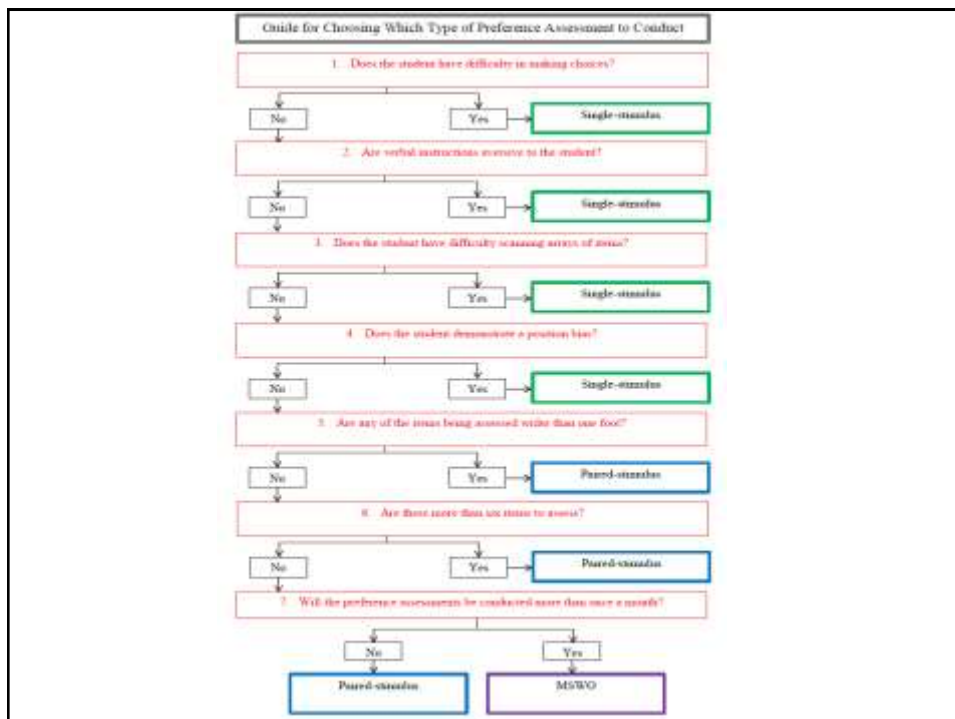 Guide for Choosing Which Type of Preference Assessment to Conduct
1. Does the student have difficulty in making choices?
No
Yes
Single-stimulus
2. Are verbal instructions aversive to the student?
No
Yes
Single-stimulus
3. Does the student have difficulty scanning arrays of items?
No
Yes
Single-stimulus
4. Does the student demonstrate a position bias?
No
Yes
Single-stimulus
5. Are any of the items being assessed wider than one foot?
No
Yes
Paired-stimulus
6. Are there more than six items to assess?
No
Yes
Paired-stimulus
7. Will the preference assessments be conducted more than once a month?
No
Yes
Paired-stimulus
MSWO